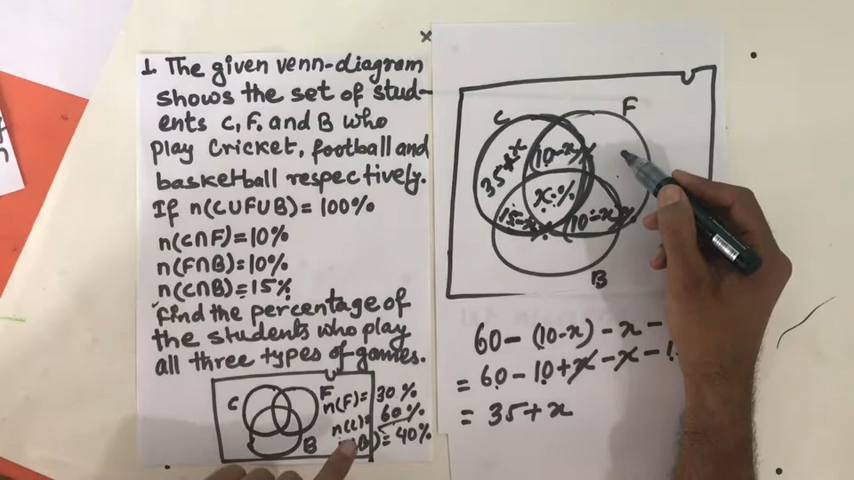 1. The given venn-diagram
shows the set of stud-
ents C, F, and B who
play Cricket, football and
basketball respectively.
If n(C∪F∪B) = 100%
n(C∩F) = 10%
n(F∩B) = 10%
n(C∩B) = 15%
find the percentage of
the students who play
all three types of games.
C F B
n(F) = 30%
n(C) = 60%
B) = 40%
C F
35+x (10-x)%
x%
15-x% (10-x)%
B
60 - (10-x) - x -
= 60 - 10 + x - x - 1
= 35 + x